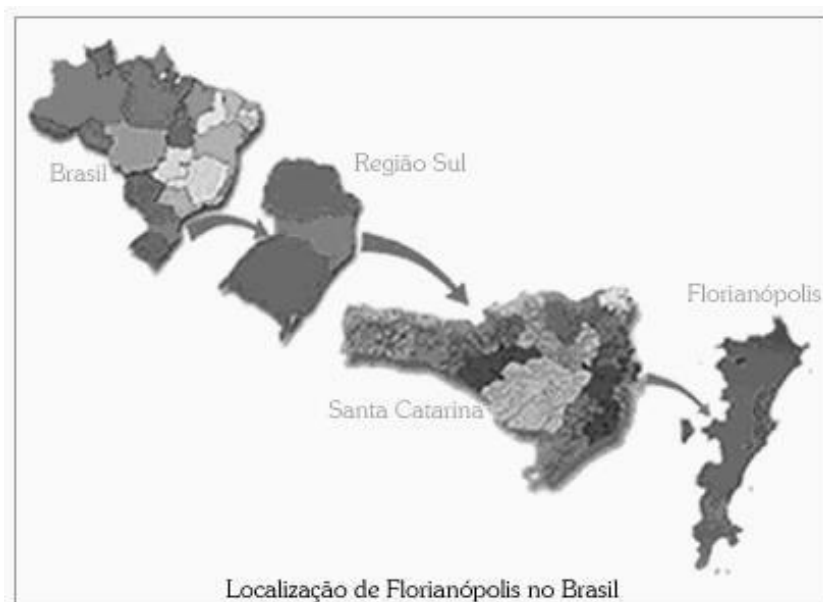 Brasil
Região Sul
Florianópolis
Santa Catarina
Localização de Florianópolis no Brasil